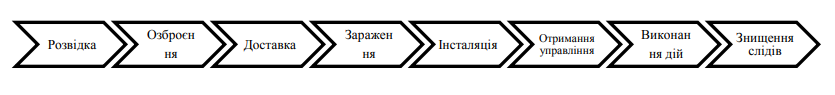 Розвідка
Озброєн
ня
Доставка
Заражен
ня
Інсталяція
Отримання
управління
Виконан
ня дій
Знищення
слідів